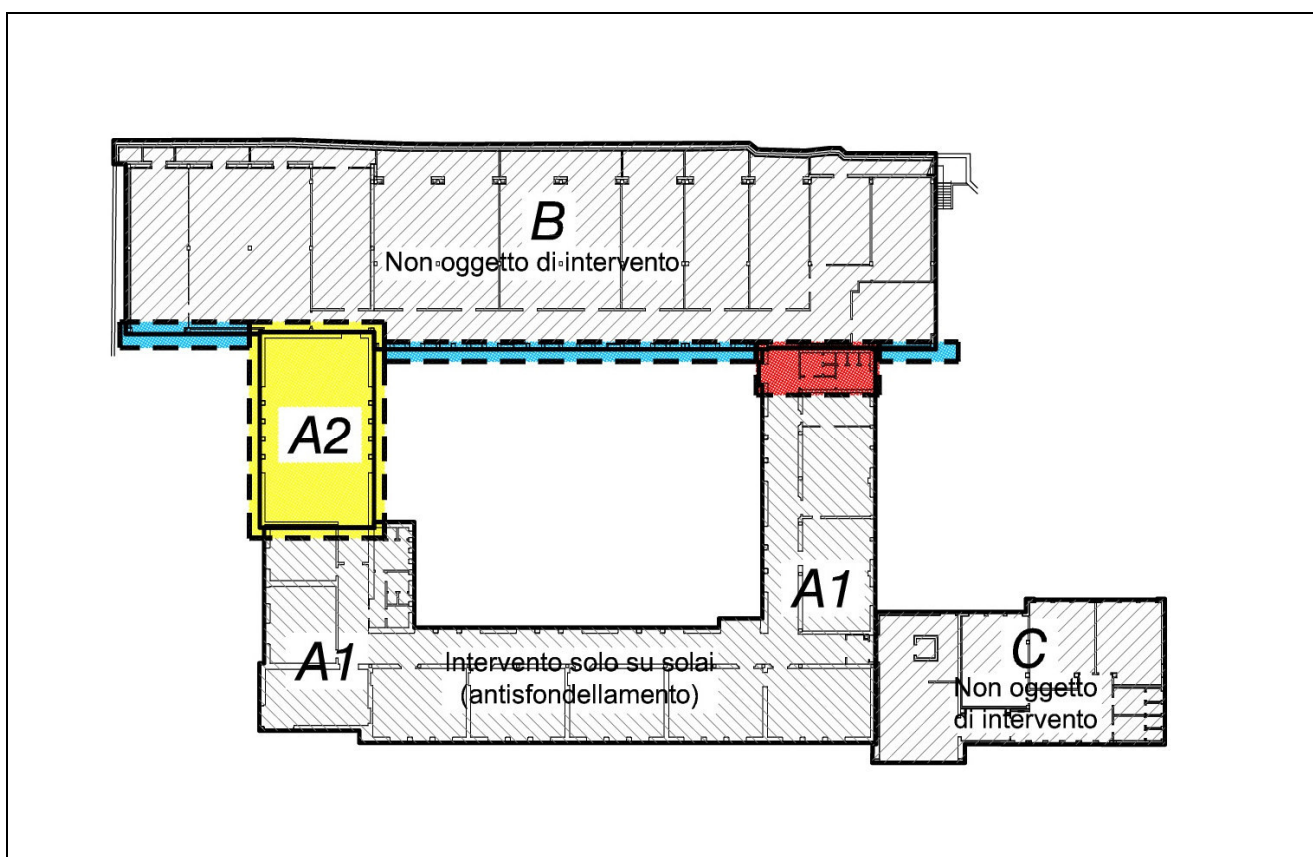 B
Non oggetto di intervento
A2
A1
A1
Intervento solo su solai
(antisfondellamento)
C
Non oggetto
di intervento